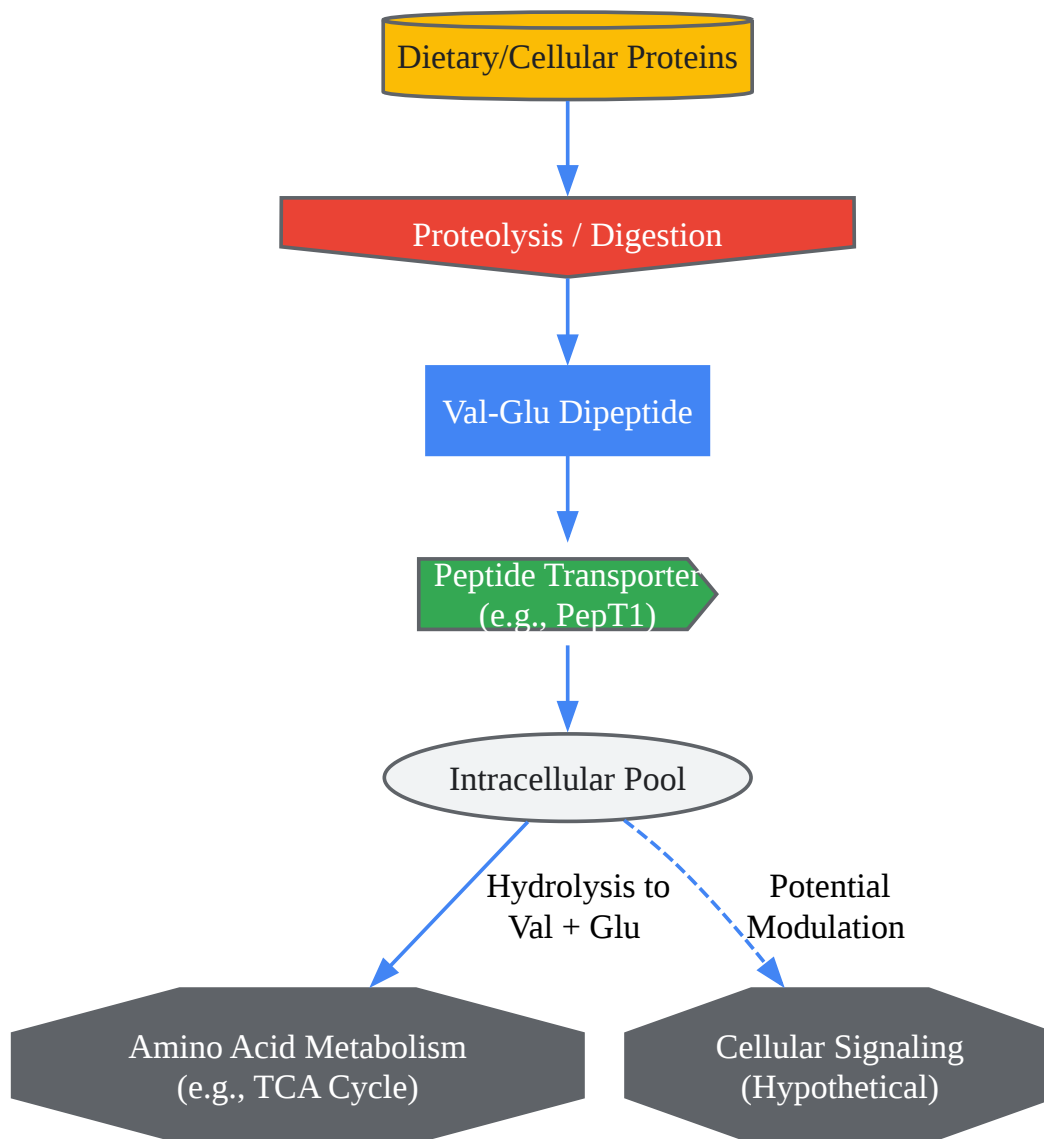 Dietary/Cellular Proteins
Proteolysis / Digestion
Val-Glu Dipeptide
Peptide Transporter
(e.g., PepT1)
Intracellular Pool
Hydrolysis to
Val + Glu
Potential
Modulation
Amino Acid Metabolism
(e.g., TCA Cycle)
Cellular Signaling
(Hypothetical)